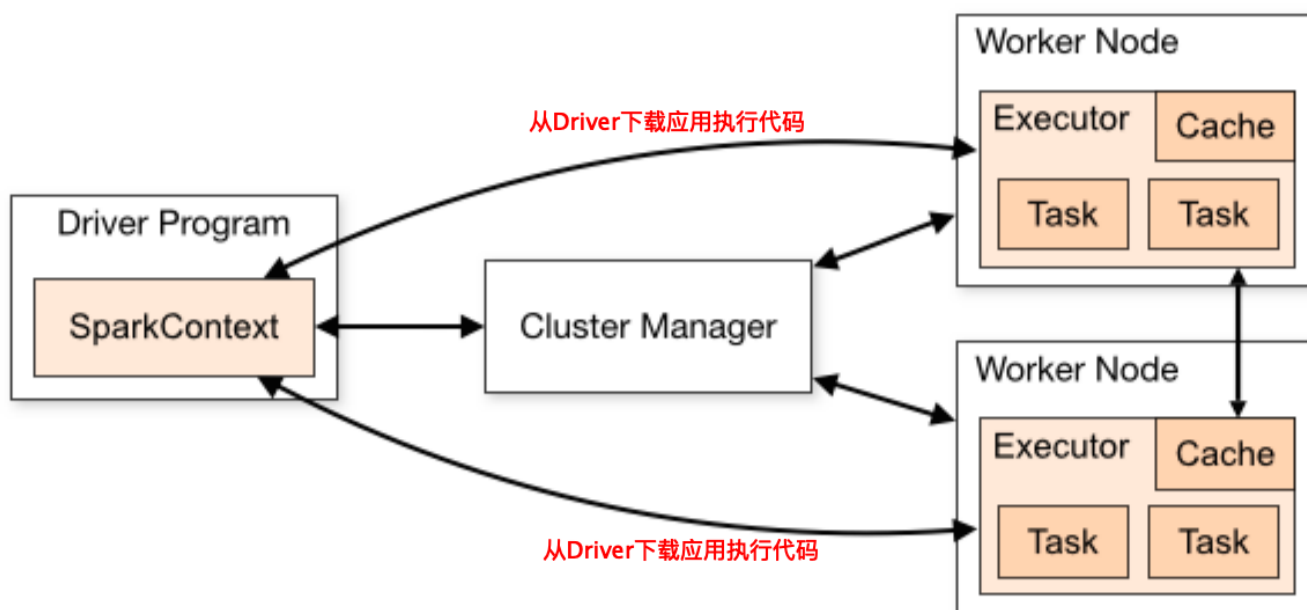 Worker Node
从Driver下载应用执行代码
Executor
Cache
Task
Task
Driver Program
SparkContext
Cluster Manager
Worker Node
Executor
Cache
Task
Task
从Driver下载应用执行代码